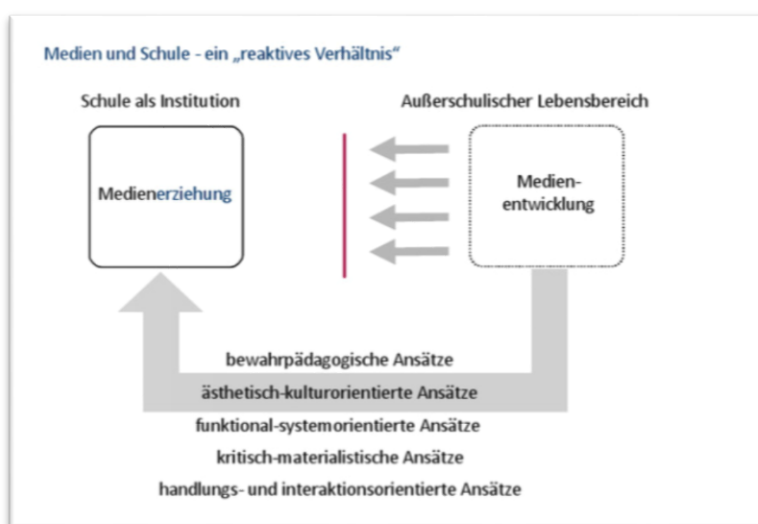 Medien und Schule - ein „reaktives Verhältnis“
Schule als Institution
Außerschulischer Lebensbereich
Medienerziehung
Medien-
entwicklung
bewahrpädagogische Ansätze
ästhetisch-kulturorientierte Ansätze
funktional-systemorientierte Ansätze
kritisch-materialistische Ansätze
handlungs- und interaktionsorientierte Ansätze